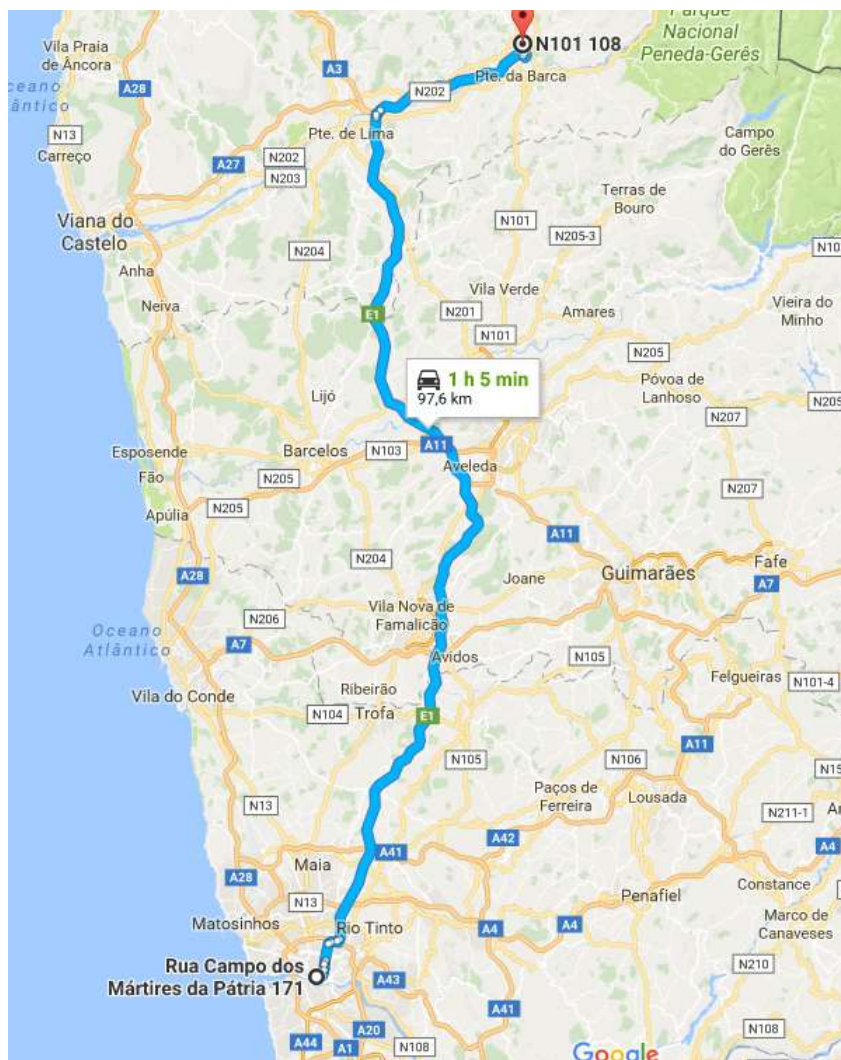 Parque
Nacional
Peneda-Gerês
N101 108
Vila Praia
de Âncora
A3
A28
Pte. da Barca
N202
Oceano
Atlântico
N13
Carreço
Pte. de Lima
Campo
do Gerês
A27
N202
N203
Terras de
Bouro
Viana do
Castelo
N204
N101
N205-3
Anha
Neiva
Vila Verde
E1
N201
Amares
Vieira do
Minho
N101
N205
1 h 5 min
97,6 km
Póvoa de
Lanhoso
N205
Lijó
N207
Esposende
Barcelos
N103
A11
Fão
Aveleda
N205
N207
Apúlia
N205
A11
N204
Joane
Guimarães
Fafe
A28
A7
Vila Nova de
Famalicão
Oceano
Atlântico
N206
A7
Avidos
N105
Felgueiras
N101-4
Vila do Conde
Ribeirão
N104
Trofa
E1
A11
N105
N106
Paços de
Ferreira
Lousada
N13
N211-1
A42
A41
A4
Maia
A28
Constance
Penafiel
N13
Matosinhos
Rio Tinto
A4
A4
Marco de
Canaveses
Rua Campo dos
Mártires da Pátria 171
A43
N210
A41
A44
A20
A1
N108
N108
Google